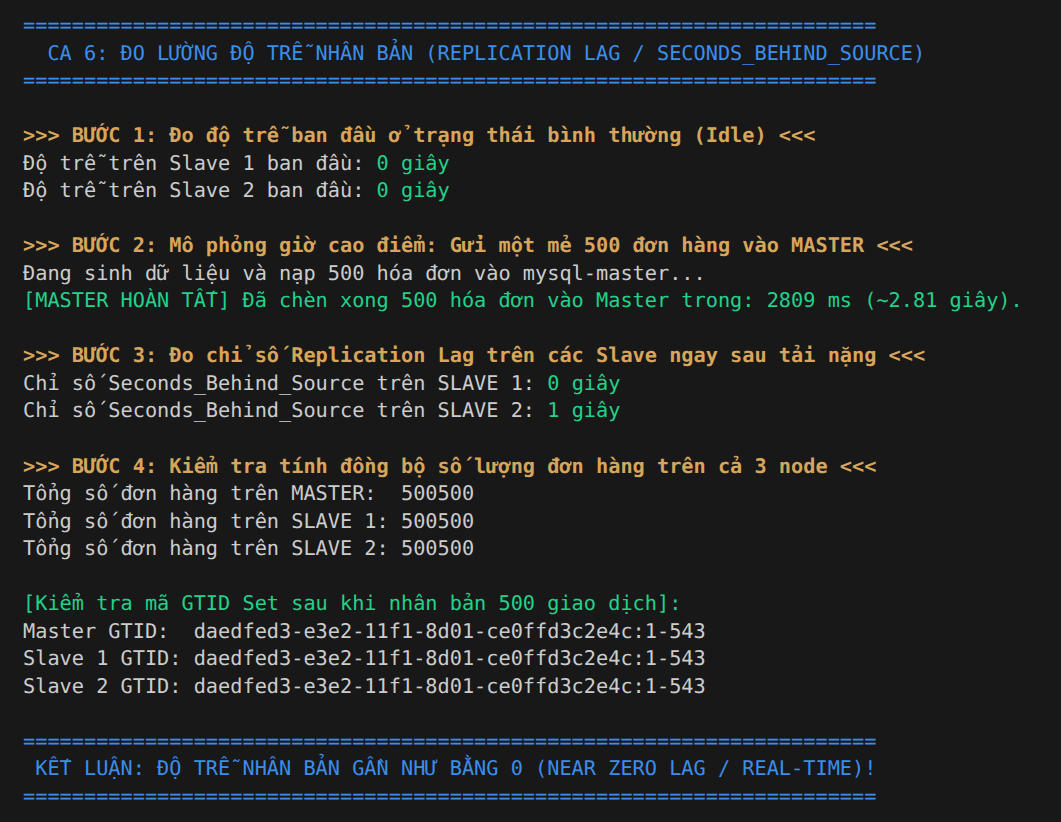 ======================================================================
CA 6: ĐO LƯỜNG ĐỘ TRỄ NHÂN BẢN (REPLICATION LAG / SECONDS_BEHIND_SOURCE)
======================================================================
>>> BƯỚC 1: Đo độ trễ ban đầu ở trạng thái bình thường (Idle) <<<
Độ trễ trên Slave 1 ban đầu: 0 giây
Độ trễ trên Slave 2 ban đầu: 0 giây
>>> BƯỚC 2: Mô phỏng giờ cao điểm: Gửi một mẻ 500 đơn hàng vào MASTER <<<
Đang sinh dữ liệu và nạp 500 hóa đơn vào mysql-master...
[MASTER HOÀN TẤT] Đã chèn xong 500 hóa đơn vào Master trong: 2809 ms (~2.81 giây).
>>> BƯỚC 3: Đo chỉ số Replication Lag trên các Slave ngay sau tải nặng <<<
Chỉ số Seconds_Behind_Source trên SLAVE 1: 0 giây
Chỉ số Seconds_Behind_Source trên SLAVE 2: 1 giây
>>> BƯỚC 4: Kiểm tra tính đồng bộ số lượng đơn hàng trên cả 3 node <<<
Tổng số đơn hàng trên MASTER:  500500
Tổng số đơn hàng trên SLAVE 1: 500500
Tổng số đơn hàng trên SLAVE 2: 500500
[Kiểm tra mã GTID Set sau khi nhân bản 500 giao dịch]:
Master GTID:  daedfed3-e3e2-11f1-8d01-ce0ffd3c2e4c:1-543
Slave 1 GTID: daedfed3-e3e2-11f1-8d01-ce0ffd3c2e4c:1-543
Slave 2 GTID: daedfed3-e3e2-11f1-8d01-ce0ffd3c2e4c:1-543
======================================================================
KẾT LUẬN: ĐỘ TRỄ NHÂN BẢN GẦN NHƯ BẰNG 0 (NEAR ZERO LAG / REAL-TIME)!
======================================================================